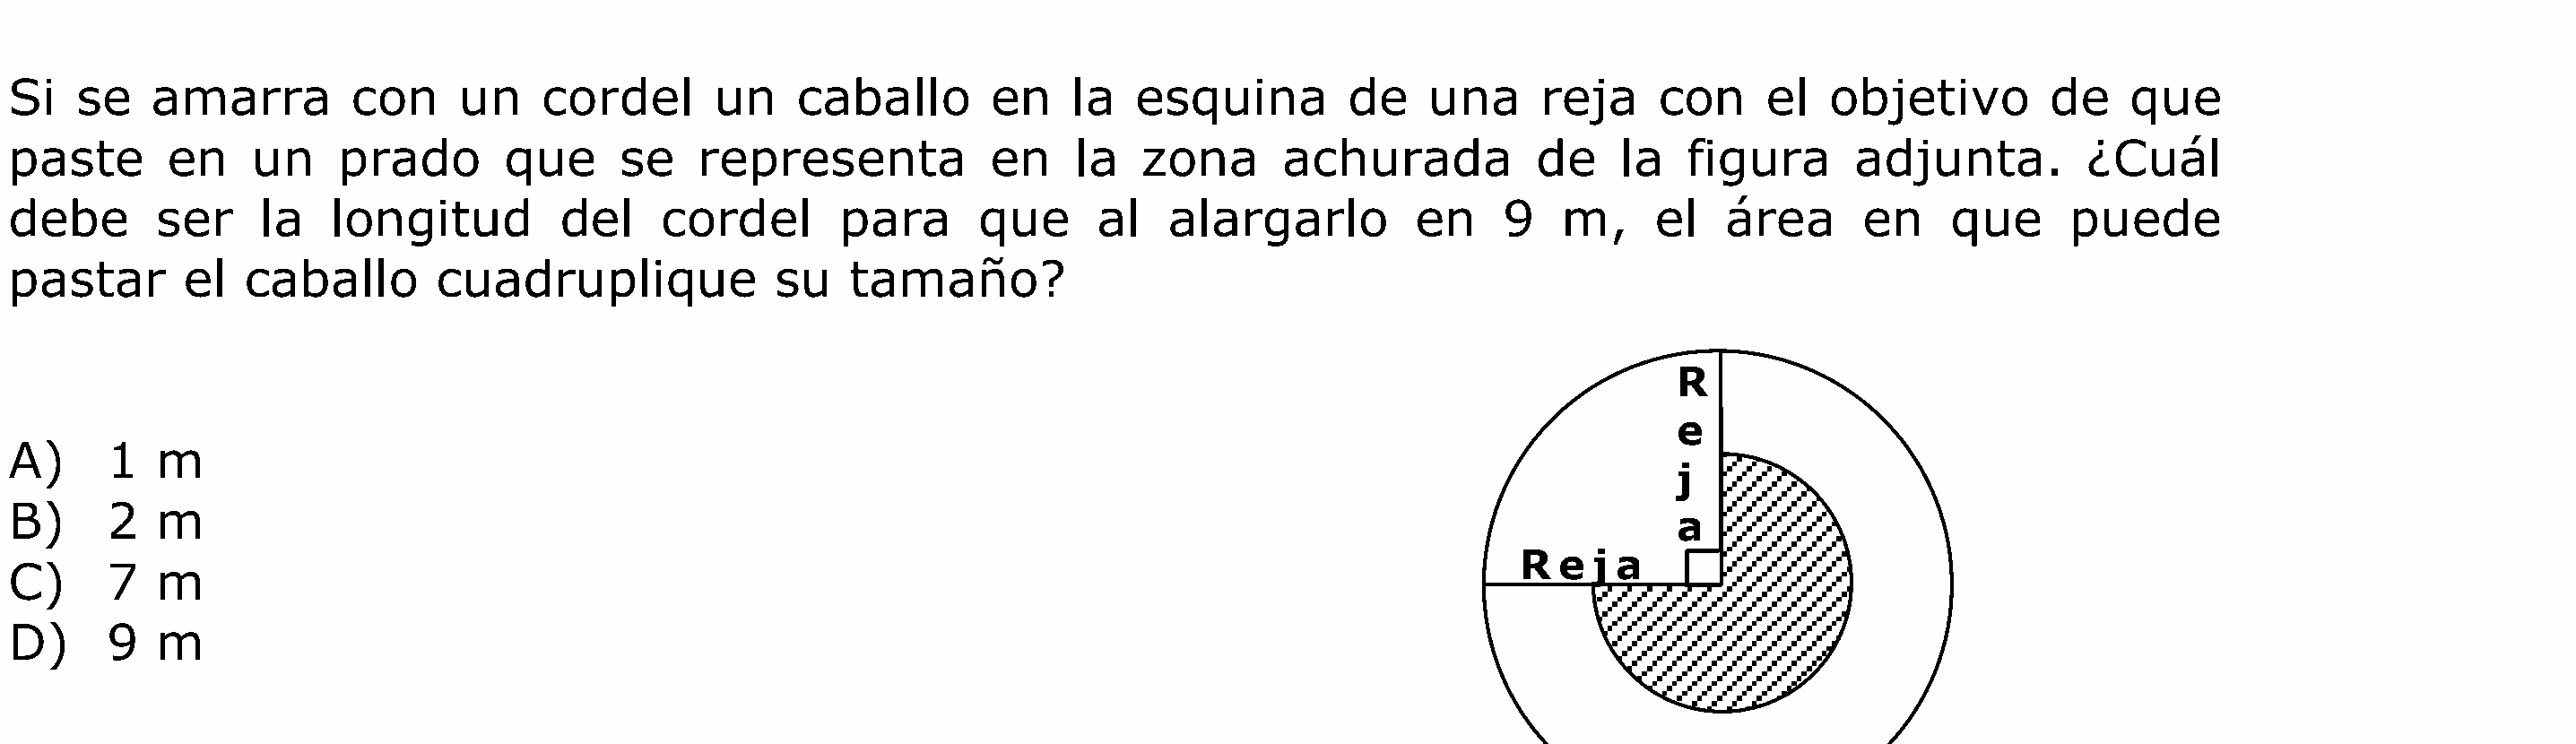 Si se amarra con un cordel un caballo en la esquina de una reja con el objetivo de que
paste en un prado que se representa en la zona achurada de la figura adjunta. ¿Cuál
debe ser la longitud del cordel para que al alargarlo en 9 m, el área en que puede
pastar el caballo cuadruplique su tamaño?
A) 1 m
B) 2 m
C) 7 m
D) 9 m
Reja
Reja